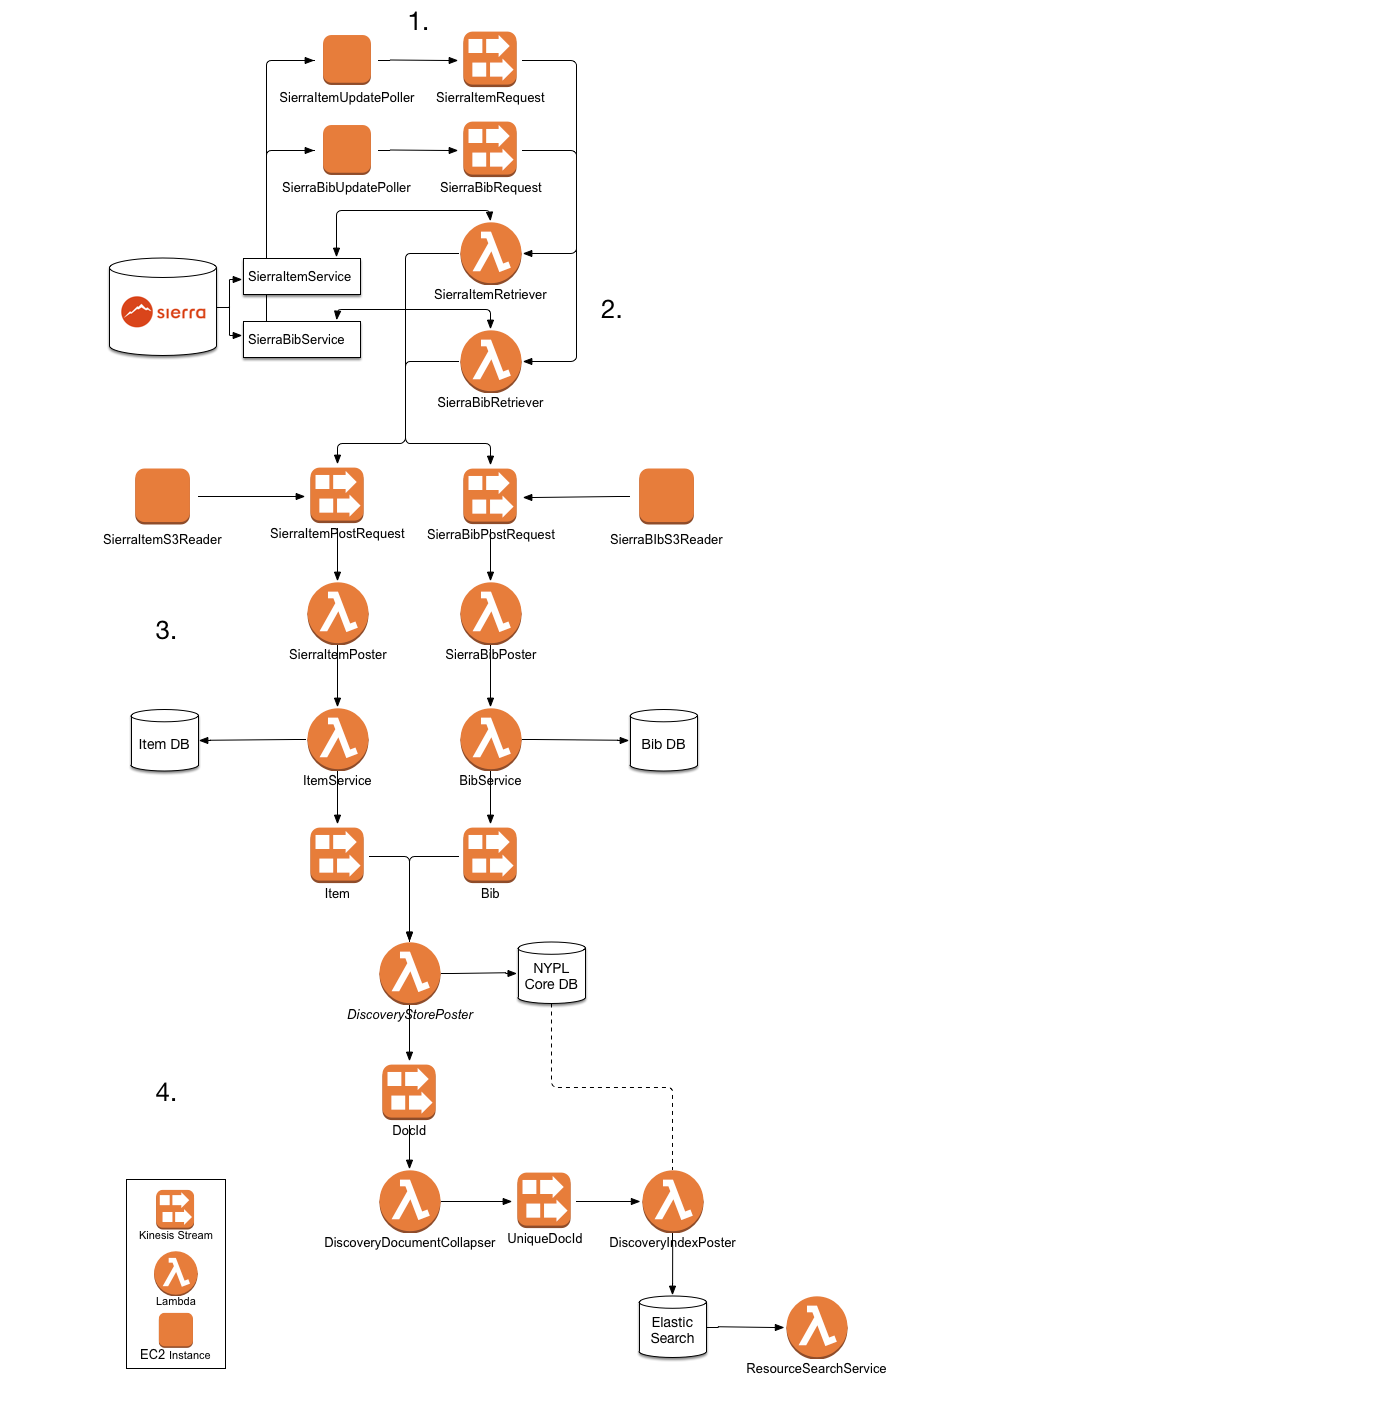 1.
SierraItemUpdatePoller
SierraItemRequest
SierraBibUpdatePoller
SierraBibRequest
SierraItemService
SierraItemRetriever
sierra
2.
SierraBibService
SierraBibRetriever
SierraItemS3Reader
SierraItemPostRequest
SierraBibPostRequest
SierraBIbS3Reader
3.
SierraItemPoster
SierraBibPoster
Item DB
Bib DB
ItemService
BibService
Item
Bib
NYPL
Core DB
DiscoveryStorePoster
4.
DocId
DiscoveryDocumentCollapser
UniqueDocId
DiscoveryIndexPoster
Kinesis Stream
Lambda
EC2 Instance
Elastic
Search
ResourceSearchService